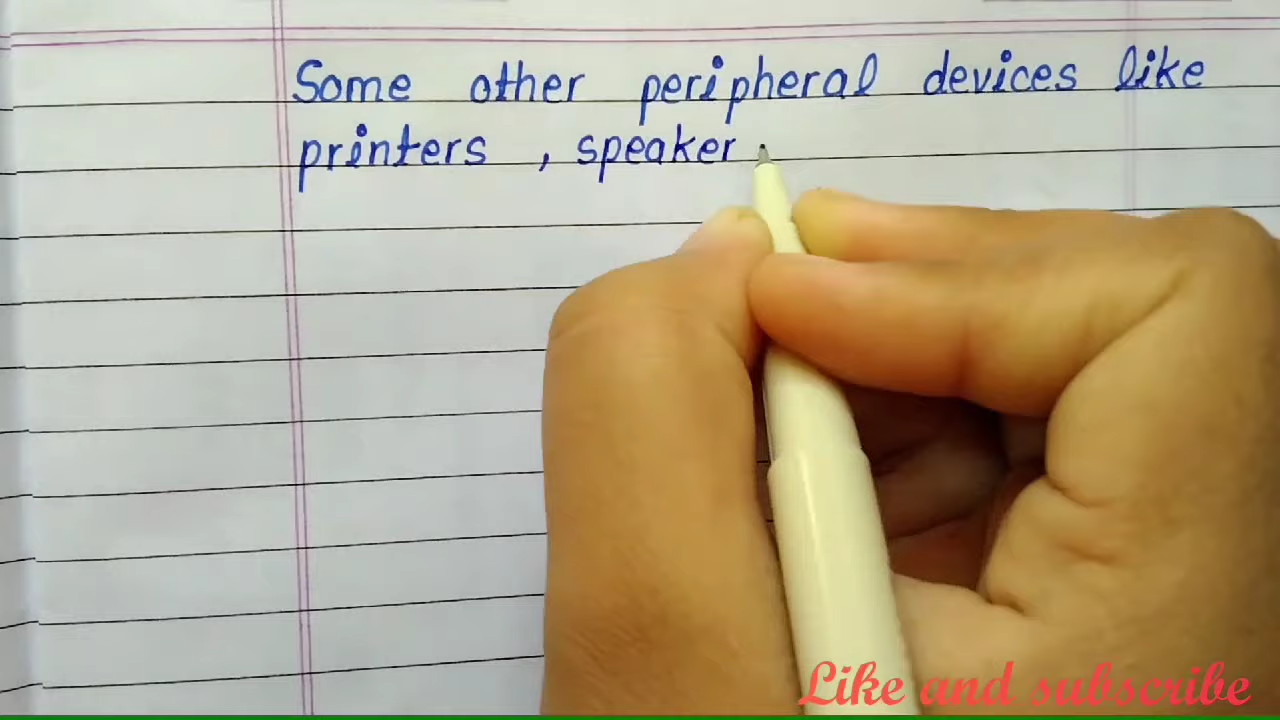 Some other peripheral devices like
printers , speaker
Like and subscribe